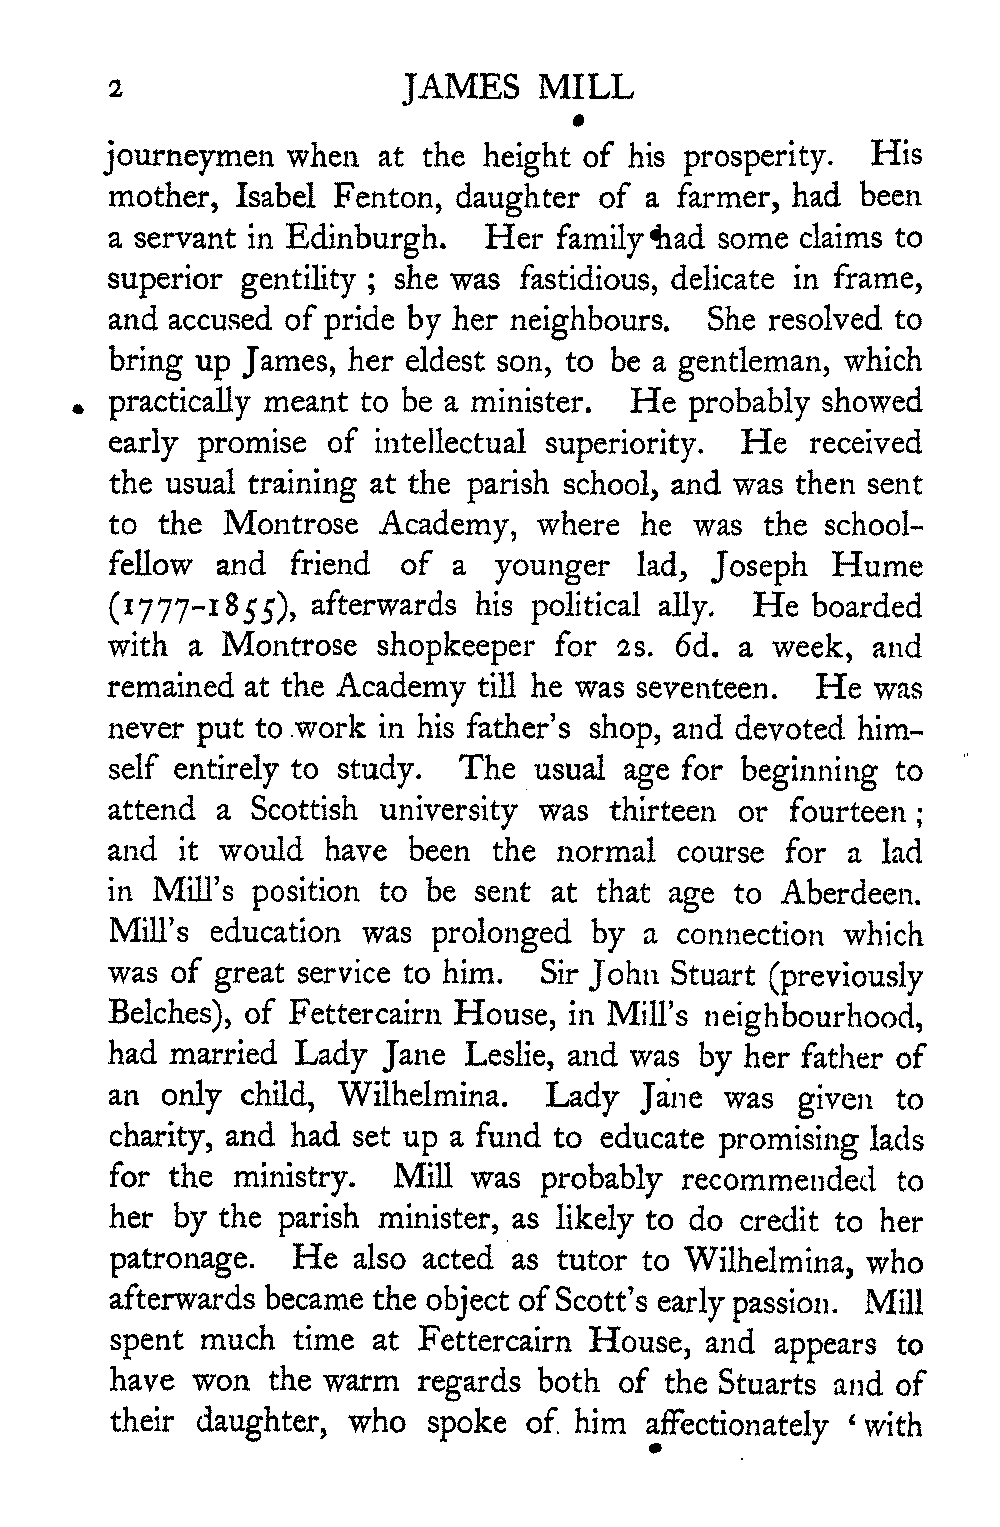 2 JAMES MILL
journeymen when at the height of his prosperity. His
mother, Isabel Fenton, daughter of a farmer, had been
a servant in Edinburgh. Her family had some claims to
superior gentility ; she was fastidious, delicate in frame,
and accused of pride by her neighbours. She resolved to
bring up James, her eldest son, to be a gentleman, which
practically meant to be a minister. He probably showed
early promise of intellectual superiority. He received
the usual training at the parish school, and was then sent
to the Montrose Academy, where he was the school-
fellow and friend of a younger lad, Joseph Hume
(1777-1855), afterwards his political ally. He boarded
with a Montrose shopkeeper for 2s. 6d. a week, and
remained at the Academy till he was seventeen. He was
never put to work in his father's shop, and devoted him-
self entirely to study. The usual age for beginning to
attend a Scottish university was thirteen or fourteen ;
and it would have been the normal course for a lad
in Mill's position to be sent at that age to Aberdeen.
Mill's education was prolonged by a connection which
was of great service to him. Sir John Stuart (previously
Belches), of Fettercairn House, in Mill's neighbourhood,
had married Lady Jane Leslie, and was by her father of
an only child, Wilhelmina. Lady Jane was given to
charity, and had set up a fund to educate promising lads
for the ministry. Mill was probably recommended to
her by the parish minister, as likely to do credit to her
patronage. He also acted as tutor to Wilhelmina, who
afterwards became the object of Scott's early passion. Mill
spent much time at Fettercairn House, and appears to
have won the warm regards both of the Stuarts and of
their daughter, who spoke of him affectionately ‘ with